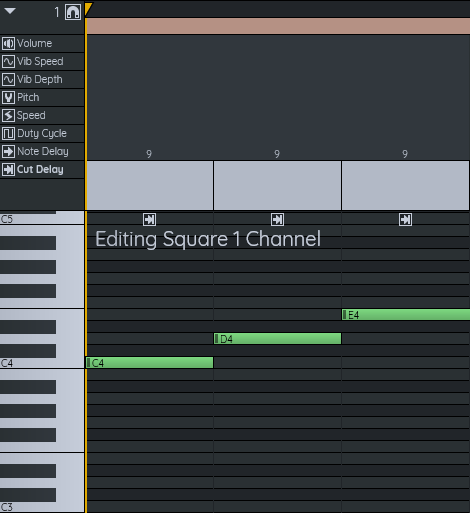 1
Volume
Vib Speed
Vib Depth
Pitch
Speed
Duty Cycle
Note Delay 9 9 9
Cut Delay
C5
Editing Square 1 Channel
E4
D4
C4 C4
C3